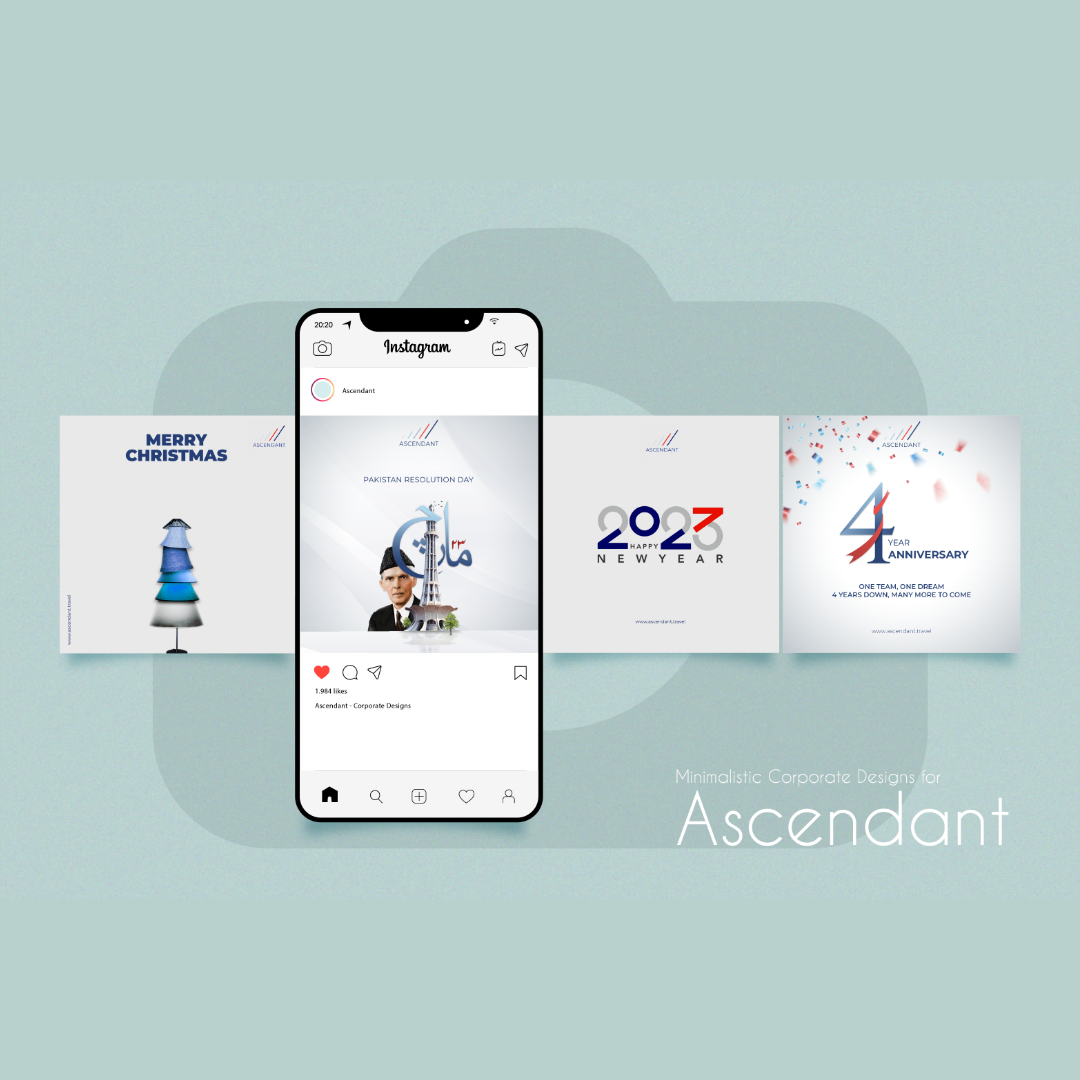 MERRY
CHRISTMAS
ASCENDANT
www.ascendant.travel
20:20
Instagram
Ascendant
ASCENDANT
PAKISTAN RESOLUTION DAY
۲۳
مارچ
1.984 likes
Ascendant - Corporate Designs
ASCENDANT
2023
HAPPY
NEW YEAR
www.ascendant.travel
ASCENDANT
4 YEAR
ANNIVERSARY
ONE TEAM, ONE DREAM
4 YEARS DOWN, MANY MORE TO COME
www.ascendant.travel
Minimalistic Corporate Designs for
Ascendant